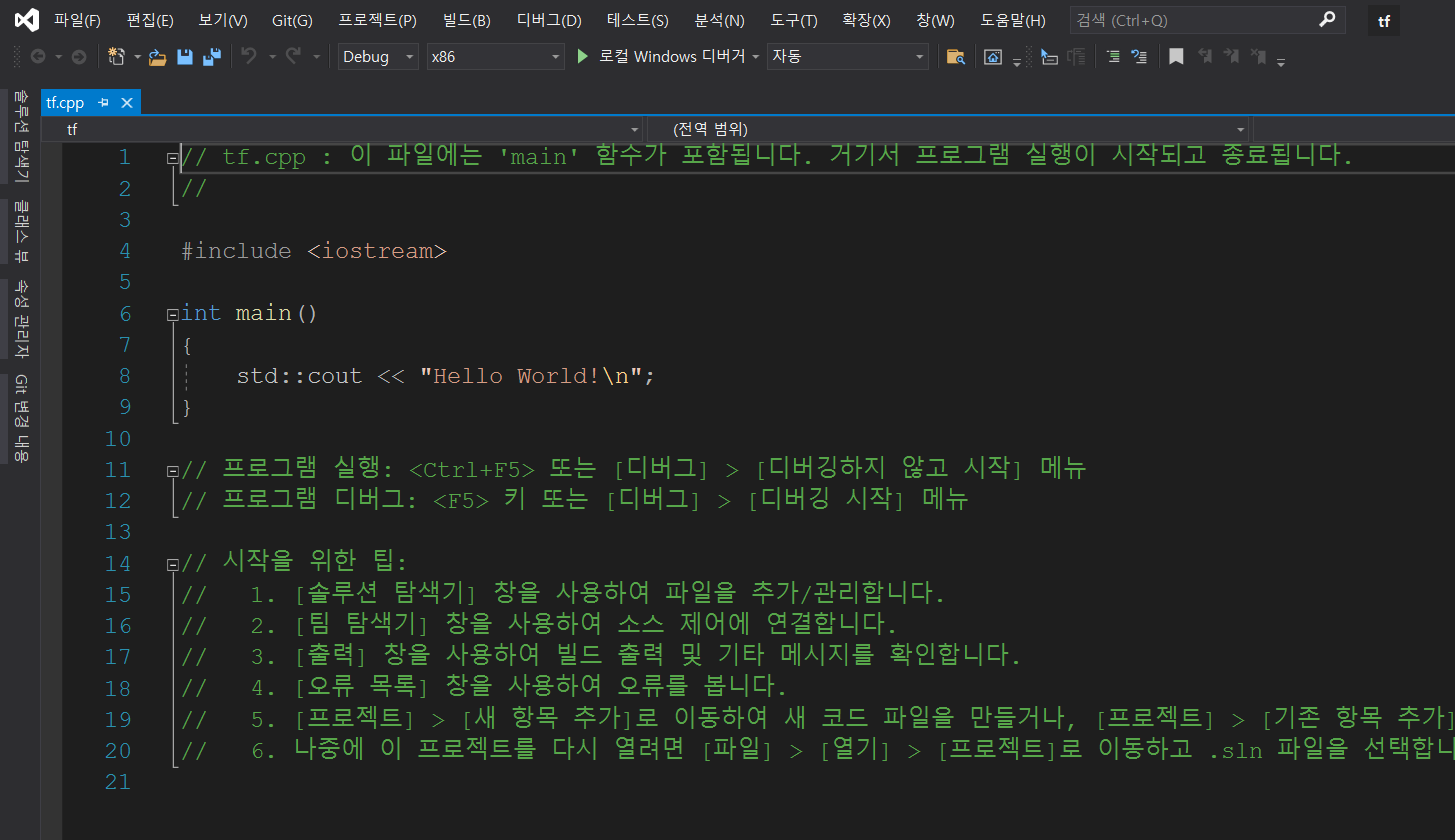 파일(F) 편집(E) 보기(V) Git(G) 프로젝트(P) 빌드(B) 디버그(D) 테스트(S) 분석(N) 도구(T) 확장(X) 창(W) 도움말(H) 검색 (Ctrl+Q) tf
Debug x86 로컬 Windows 디버거 자동
솔루션 탐색기
클래스 뷰
속성 관리자
Git 변경 내용
tf.cpp
tf (전역 범위)
1 // tf.cpp : 이 파일에는 'main' 함수가 포함됩니다. 거기서 프로그램 실행이 시작되고 종료됩니다.
2 //
3
4 #include <iostream>
5
6 int main()
7 {
8 std::cout << "Hello World!\n";
9 }
10
11 // 프로그램 실행: <Ctrl+F5> 또는 [디버그] > [디버깅하지 않고 시작] 메뉴
12 // 프로그램 디버그: <F5> 키 또는 [디버그] > [디버깅 시작] 메뉴
13
14 // 시작을 위한 팁:
15 // 1. [솔루션 탐색기] 창을 사용하여 파일을 추가/관리합니다.
16 // 2. [팀 탐색기] 창을 사용하여 소스 제어에 연결합니다.
17 // 3. [출력] 창을 사용하여 빌드 출력 및 기타 메시지를 확인합니다.
18 // 4. [오류 목록] 창을 사용하여 오류를 봅니다.
19 // 5. [프로젝트] > [새 항목 추가]로 이동하여 새 코드 파일을 만들거나, [프로젝트] > [기존 항목 추가]
20 // 6. 나중에 이 프로젝트를 다시 열려면 [파일] > [열기] > [프로젝트]로 이동하고 .sln 파일을 선택합니
21